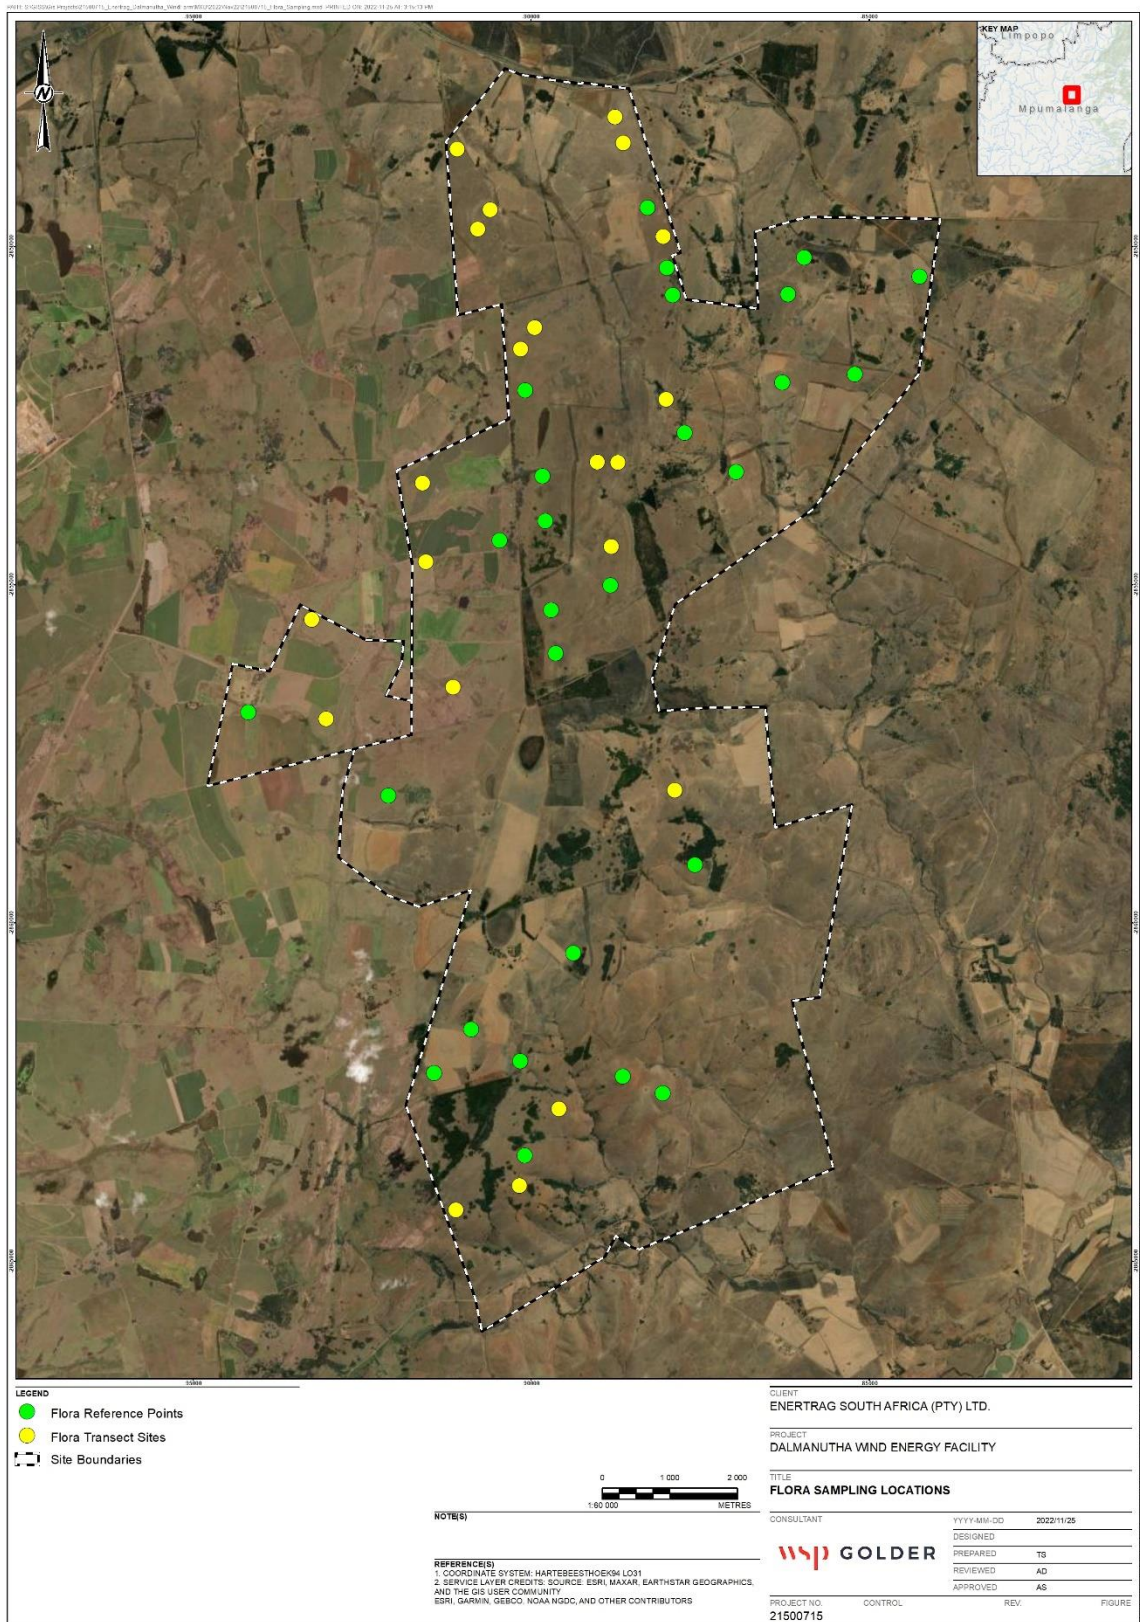 KEY MAP
Limpopo
Mpumalanga
N
LEGEND
Flora Reference Points
Flora Transect Sites
Site Boundaries
0 1 000 2 000
1:60 000 METRES
NOTE(S)
REFERENCE(S)
1. COORDINATE SYSTEM: HARTEBEESTHOEK94 LO31
2. SERVICE LAYER CREDITS: SOURCE: ESRI, MAXAR, EARTHSTAR GEOGRAPHICS,
AND THE GIS USER COMMUNITY
ESRI, GARMIN, GEBCO, NOAA NGDC, AND OTHER CONTRIBUTORS
CLIENT
ENERTRAG SOUTH AFRICA (PTY) LTD.
PROJECT
DALMANUTHA WIND ENERGY FACILITY
TITLE
FLORA SAMPLING LOCATIONS
CONSULTANT
wsp GOLDER
YYYY-MM-DD 2022/11/25
DESIGNED
PREPARED TS
REVIEWED AD
APPROVED AS
PROJECT NO. CONTROL REV. FIGURE
21500715